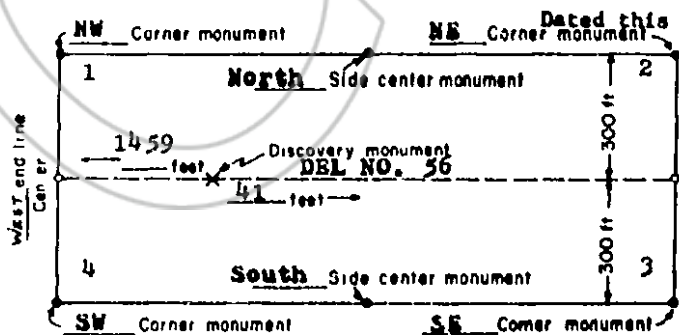 Dated this
NW Corner monument NE Corner monument
1 North Side center monument 2
300 ft
1459 feet Discovery monument
DEL NO. 56
WEST end line
Center
41 feet
300 ft
4 South Side center monument 3
SW Corner monument SE Corner monument